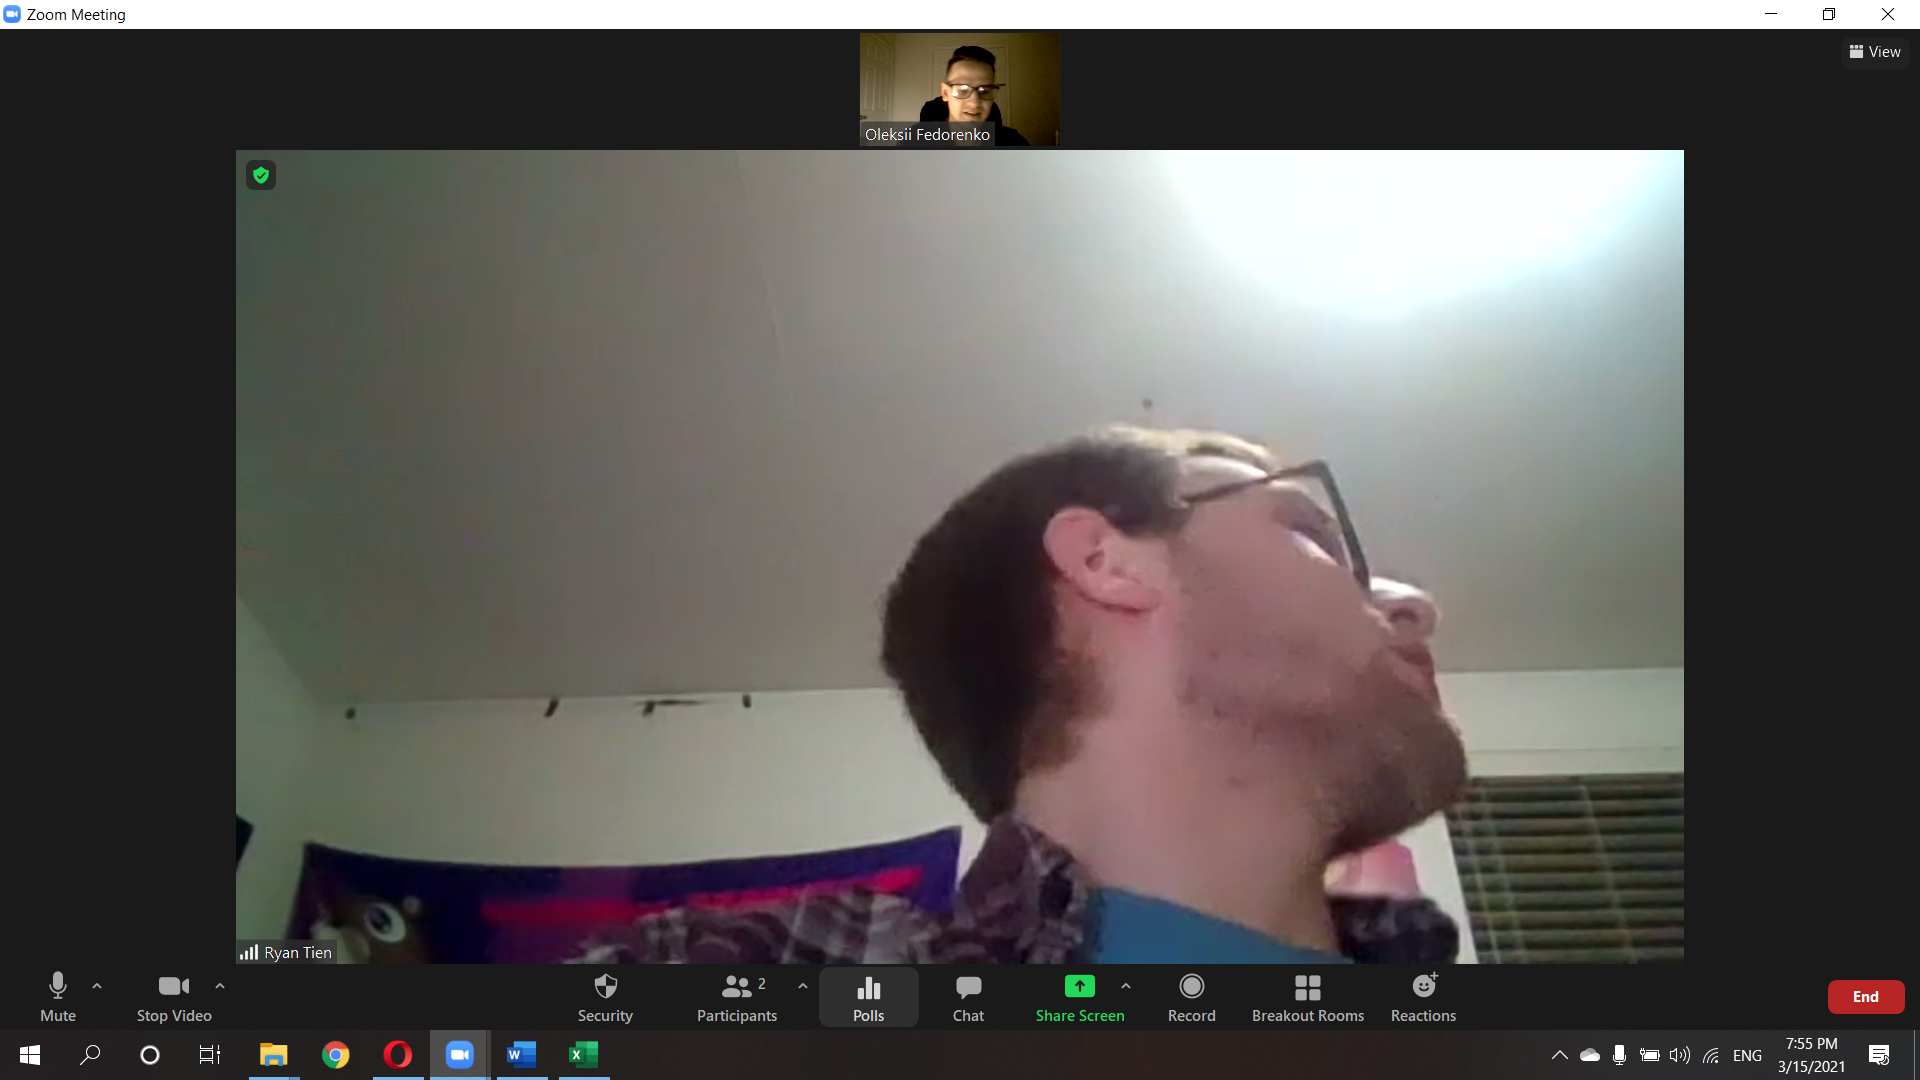 Zoom Meeting
View
Oleksii Fedorenko
Ryan Tien
Mute
Stop Video
Security
2
Participants
Polls
Chat
Share Screen
Record
Breakout Rooms
Reactions
End
W
X
ENG
7:55 PM
3/15/2021